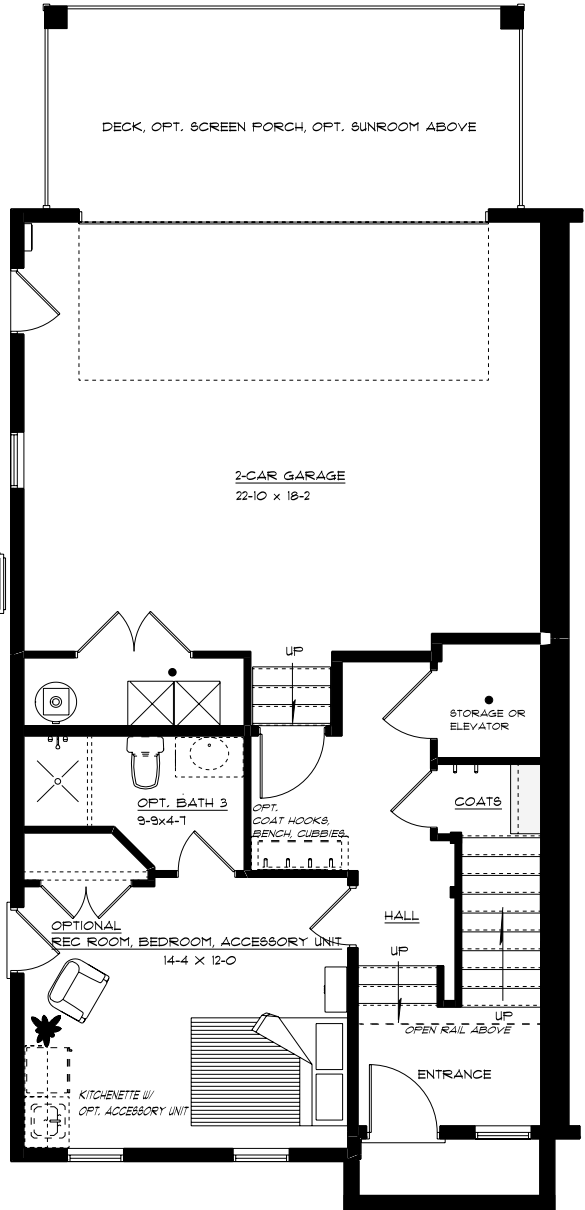 DECK, OPT. SCREEN PORCH, OPT. SUNROOM ABOVE
2-CAR GARAGE
22-10 x 18-2
UP
STORAGE OR
ELEVATOR
OPT. BATH 3
9-9x4-7
COATS
OPT.
COAT HOOKS,
BENCH, CUBBIES
OPTIONAL
REC ROOM, BEDROOM, ACCESSORY UNIT
14-4 X 12-0
HALL
UP
UP
OPEN RAIL ABOVE
ENTRANCE
KITCHENETTE W/
OPT. ACCESSORY UNIT